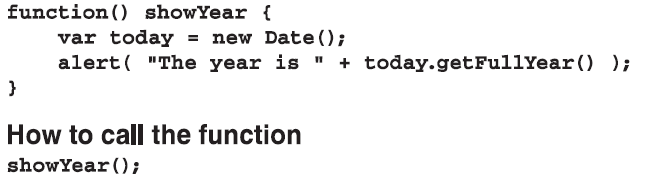 function() showYear {
    var today = new Date();
    alert( "The year is " + today.getFullYear() );
}
How to call the function
showYear();